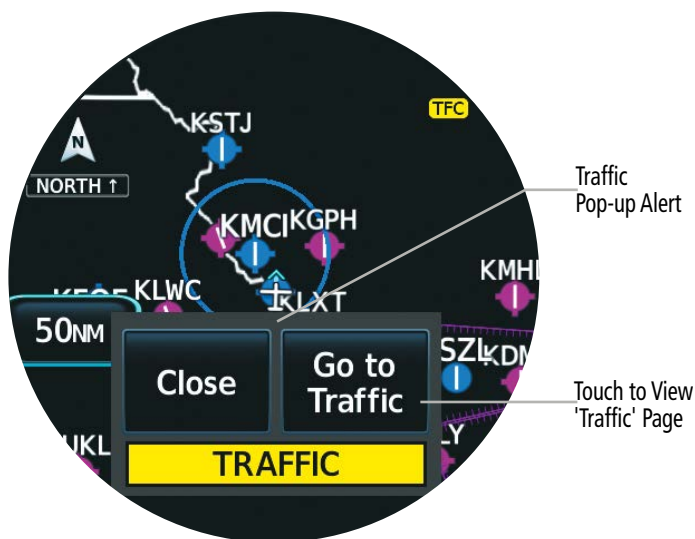 KSTJ
TFC
N
NORTH ↑
Traffic
Pop-up Alert
KMCI
KGPH
KLWC
KLXT
50NM
Close
Go to
Traffic
TRAFFIC
Touch to View
'Traffic' Page